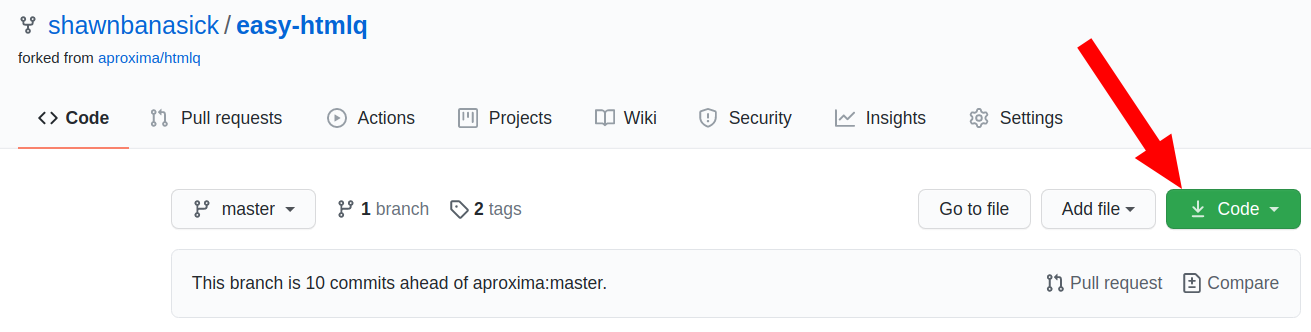 shawnbanasick / easy-htmlq
forked from aproxima/htmlq
Code Pull requests Actions Projects Wiki Security Insights Settings
master 1 branch 2 tags Go to file Add file Code
This branch is 10 commits ahead of aproxima:master. Pull request Compare